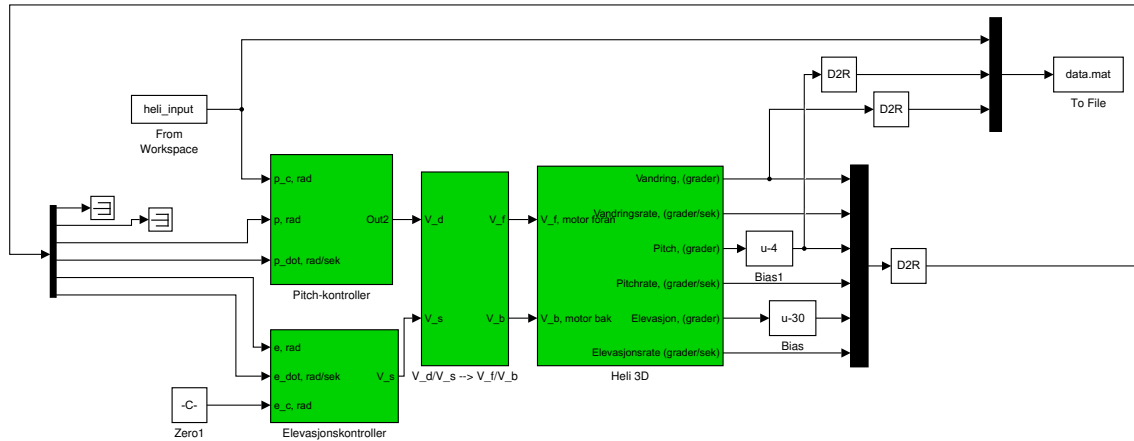 D2R
data.mat
To File
D2R
heli_input
From
Workspace
p_c, rad
p, rad
Out2
p_dot, rad/sek
Pitch-kontroller
V_d
V_f
V_s
V_b
V_d/V_s --> V_f/V_b
Vandring, (grader)
Vandringsrate, (grader/sek)
V_f, motor foran
Pitch, (grader)
Pitchrate, (grader/sek)
V_b, motor bak
Elevasjon, (grader)
Elevasjonsrate (grader/sek)
Heli 3D
u-4
Bias1
D2R
u-30
Bias
e, rad
e_dot, rad/sek
V_s
e_c, rad
Elevasjonskontroller
-C-
Zero1